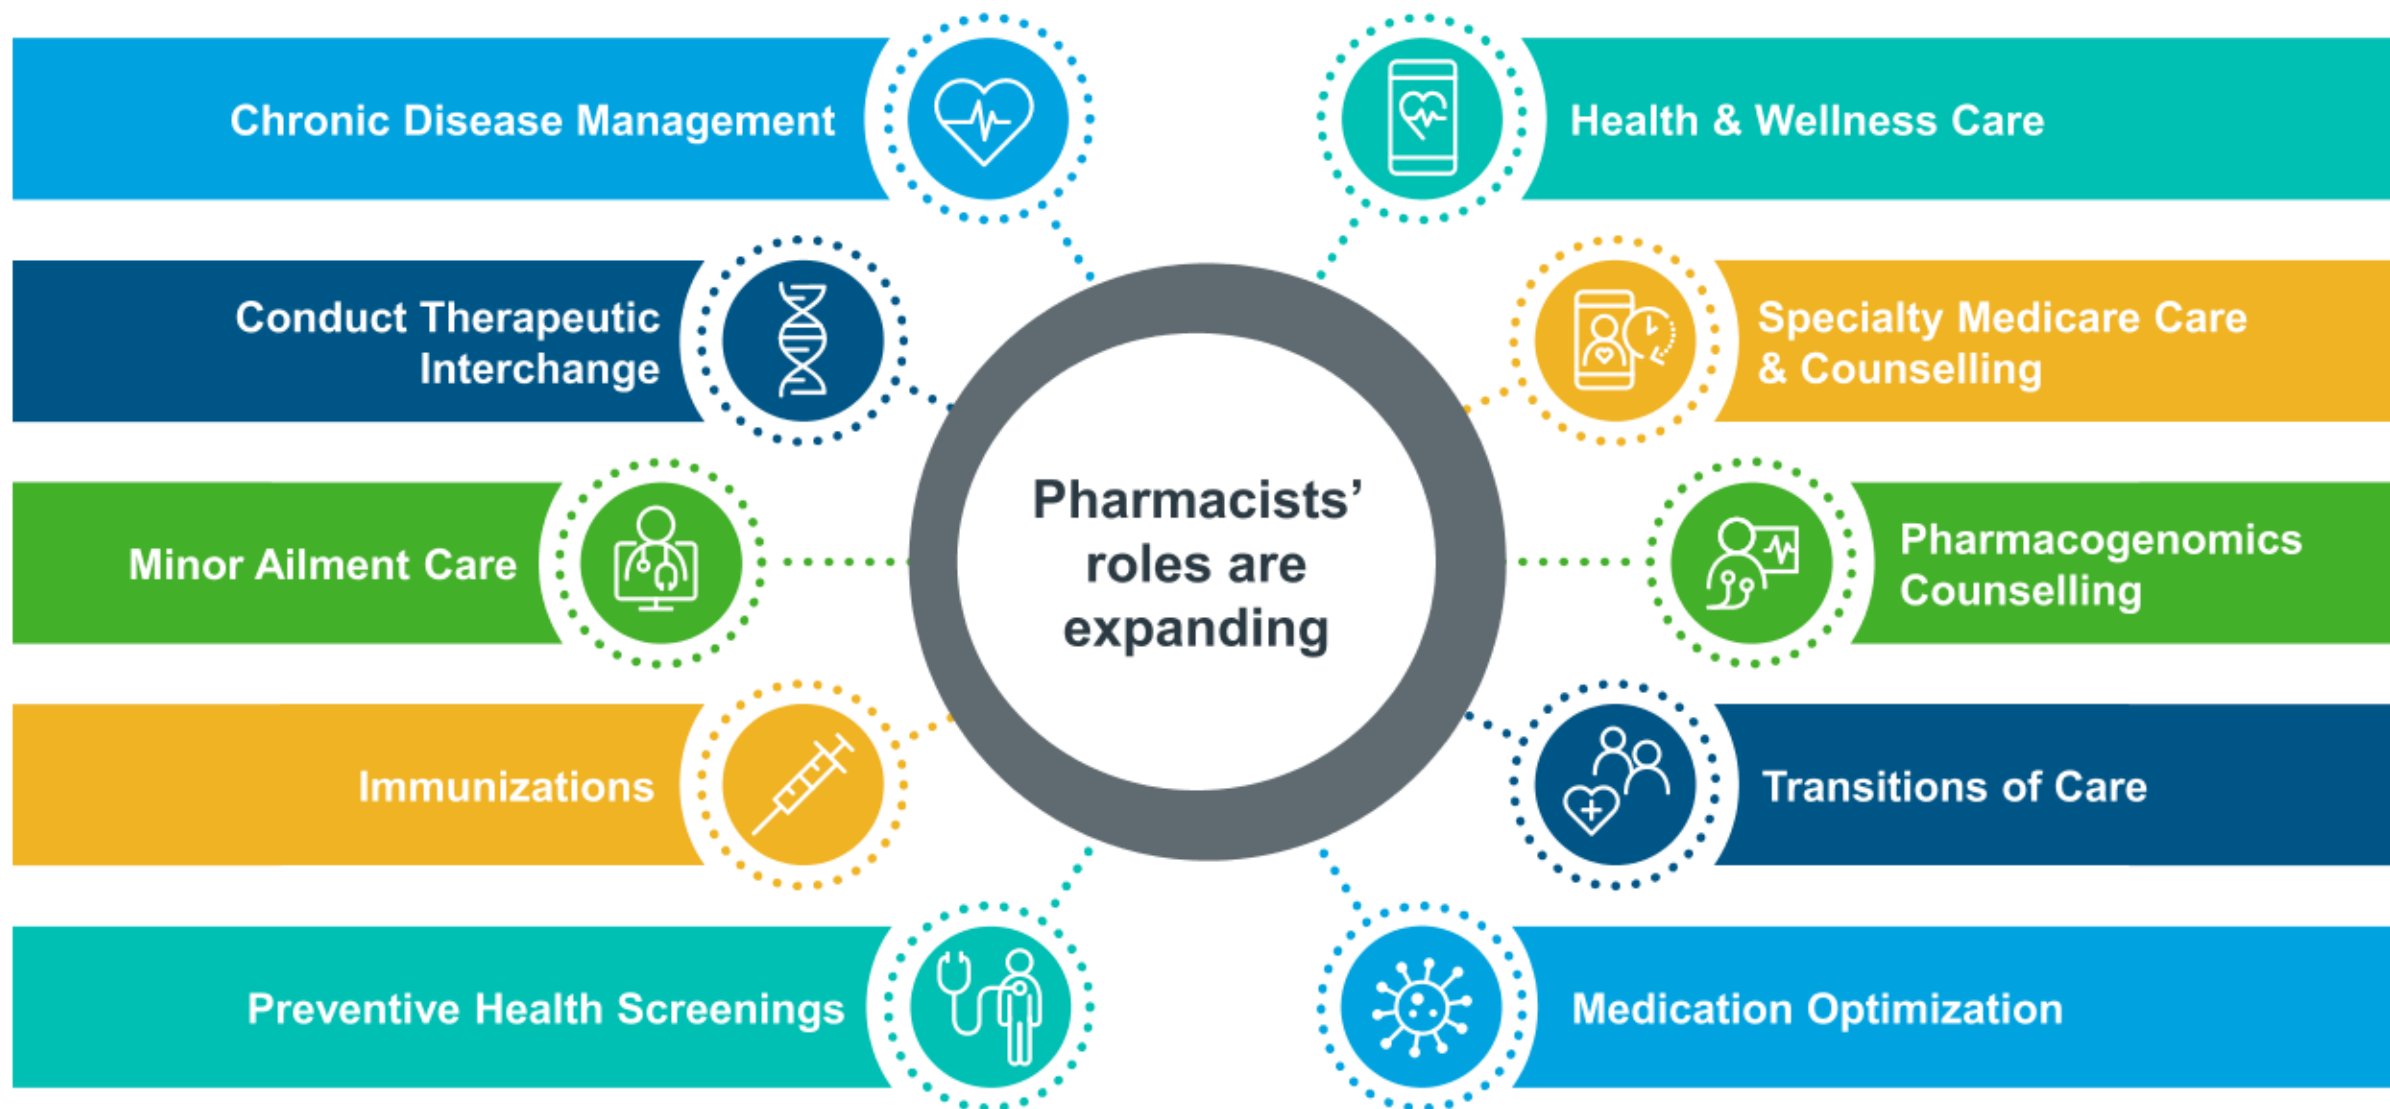 Chronic Disease Management
Health & Wellness Care
Conduct Therapeutic
Interchange
Specialty Medicare Care
& Counselling
Pharmacists’
roles are
expanding
Minor Ailment Care
Pharmacogenomics
Counselling
Immunizations
Transitions of Care
Preventive Health Screenings
Medication Optimization